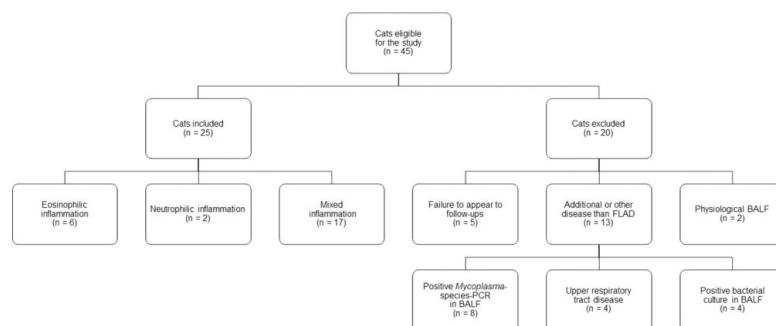 Cats eligible
for the study
(n = 45)
Cats included
(n = 25)
Cats excluded
(n = 20)
Eosinophilic
inflammation
(n = 6)
Neutrophilic inflammation
(n = 2)
Mixed
inflammation
(n = 17)
Failure to appear to
follow-ups
(n = 5)
Additional or other
disease than FLAD
(n = 13)
Physiological BALF
(n = 2)
Positive Mycoplasma-
species-PCR
in BALF
(n = 8)
Upper respiratory
tract disease
(n = 4)
Positive bacterial
culture in BALF
(n = 4)